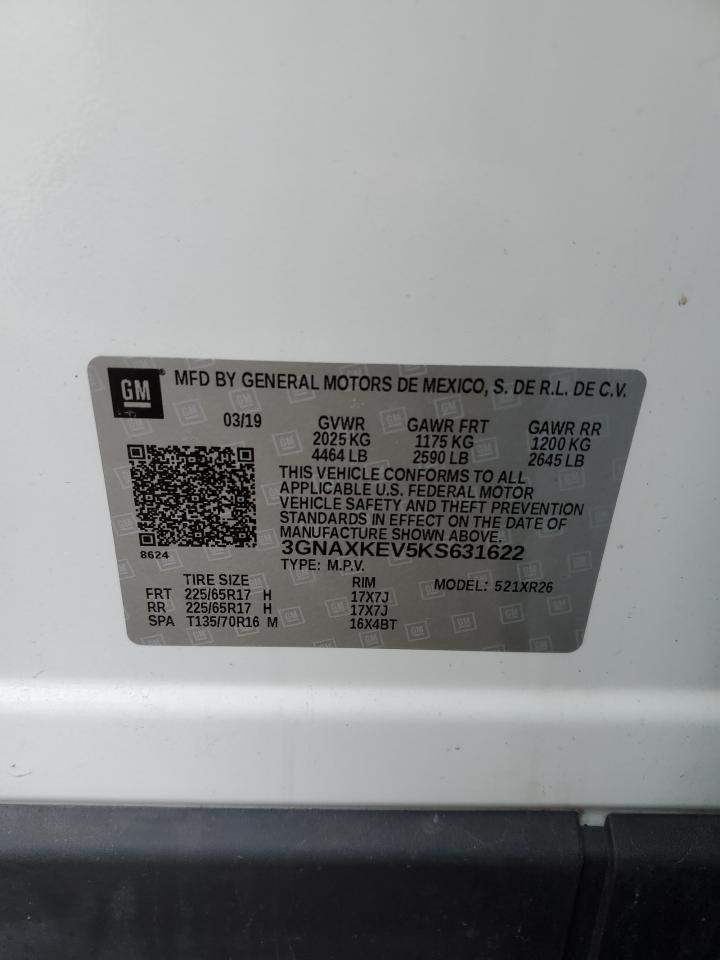 GM ® MFD BY GENERAL MOTORS DE MEXICO, S. DE R.L. DE C.V.
03/19 GVWR GAWR FRT GAWR RR
2025 KG 1175 KG 1200 KG
4464 LB 2590 LB 2645 LB
THIS VEHICLE CONFORMS TO ALL
APPLICABLE U.S. FEDERAL MOTOR
VEHICLE SAFETY AND THEFT PREVENTION
STANDARDS IN EFFECT ON THE DATE OF
MANUFACTURE SHOWN ABOVE.
8624 3GNAXKEV5KS631622
TYPE: M.P.V.
TIRE SIZE RIM MODEL: 521XR26
FRT 225/65R17 H 17X7J
RR 225/65R17 H 17X7J
SPA T135/70R16 M 16X4BT